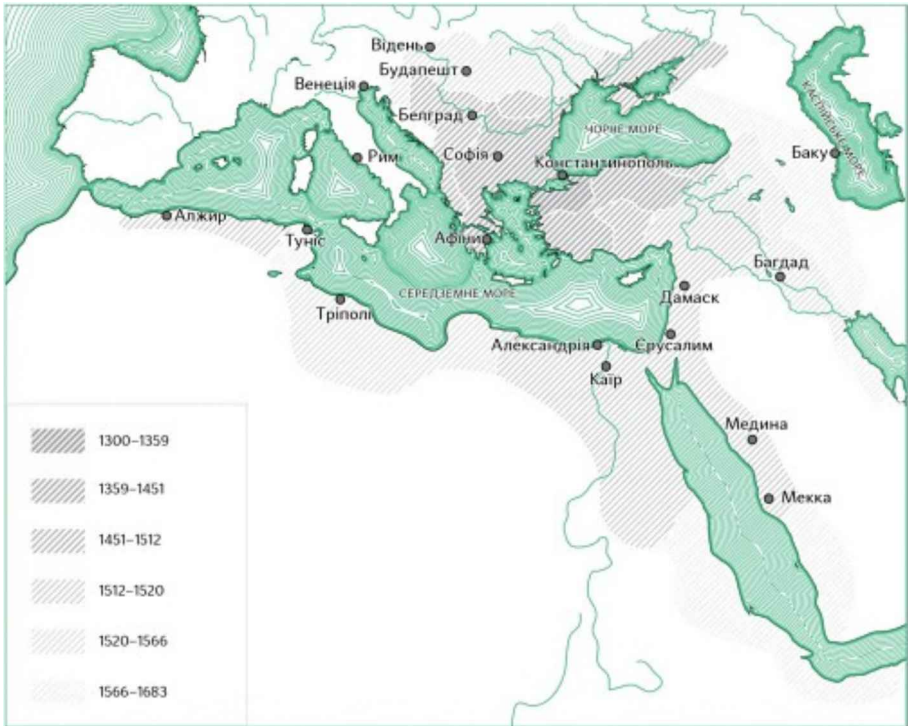 Відень
Будапешт
Венеція
Белград
ЧОРНЕ МОРЕ
КАСПІЙСЬКЕ МОРЕ
Рим
Софія
Константинополь
Баку
Алжир
Туніс
Афіни
Багдад
СЕРЕДЗЕМНЕ МОРЕ
Дамаск
Тріполі
Александрія
Єрусалим
Каїр
Медина
Мекка
1300–1359
1359–1451
1451–1512
1512–1520
1520–1566
1566–1683